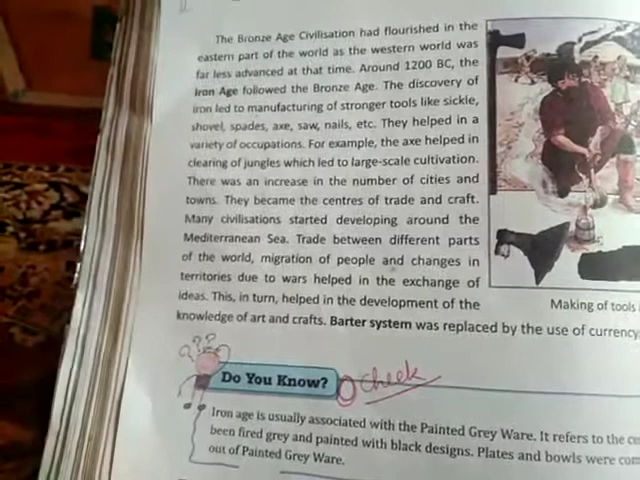 The Bronze Age Civilisation had flourished in the
eastern part of the world as the western world was
far less advanced at that time. Around 1200 BC, the
Iron Age followed the Bronze Age. The discovery of
iron led to manufacturing of stronger tools like sickle,
shovel, spades, axe, saw, nails, etc. They helped in a
variety of occupations. For example, the axe helped in
clearing of jungles which led to large-scale cultivation.
There was an increase in the number of cities and
towns. They became the centres of trade and craft.
Many civilisations started developing around the
Mediterranean Sea. Trade between different parts
of the world, migration of people and changes in
territories due to wars helped in the exchange of
ideas. This, in turn, helped in the development of the
knowledge of art and crafts. Barter system was replaced by the use of currency
Making of tools
???
Do You Know?
check
Iron age is usually associated with the Painted Grey Ware. It refers to the
been fired grey and painted with black designs. Plates and bowls were
out of Painted Grey Ware.